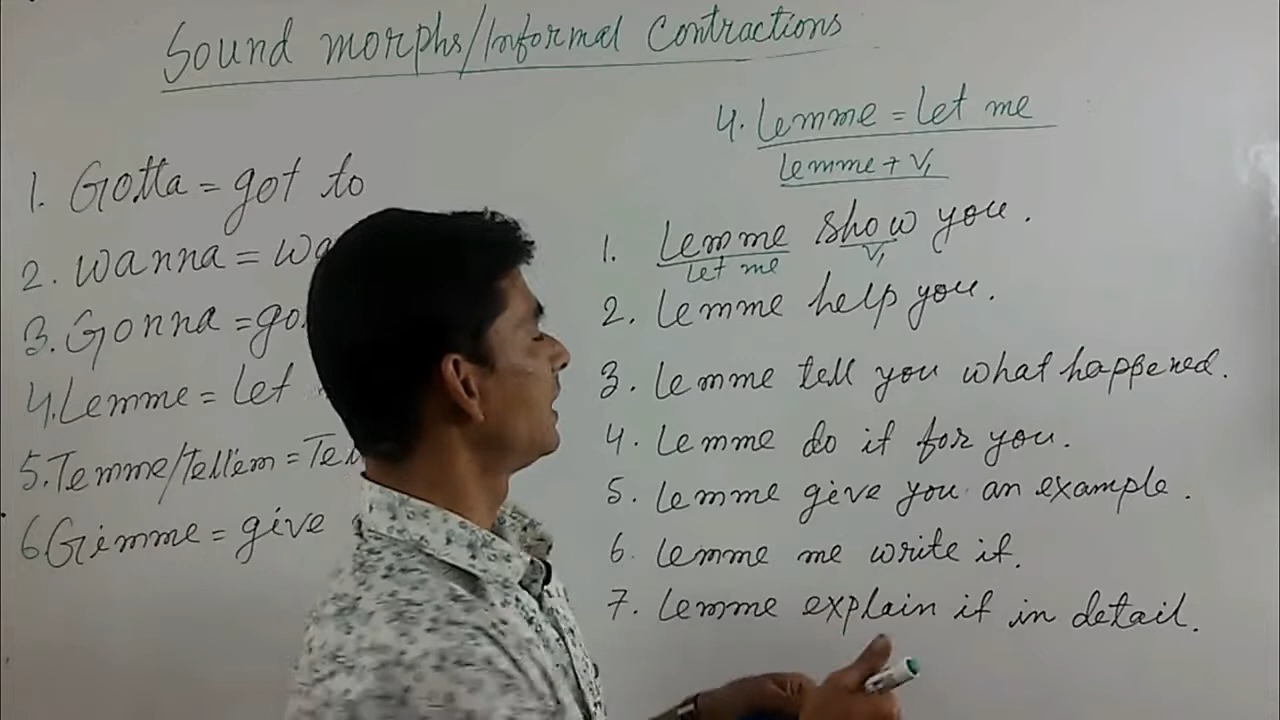 Sound morphs/Informal Contractions
1. Gotta = got to
2. wanna = wa
3. Gonna = go
4. Lemme = Let
5. Temme/tell'em = Te
6 Gimme = give
4. Lemme = Let me
Lemme + V1
1. Lemme show you.
Let me V1
2. Lemme help you.
3. Lemme tell you what happened.
4. Lemme do it for you.
5. Lemme give you an example.
6. Lemme me write it.
7. Lemme explain it in detail.